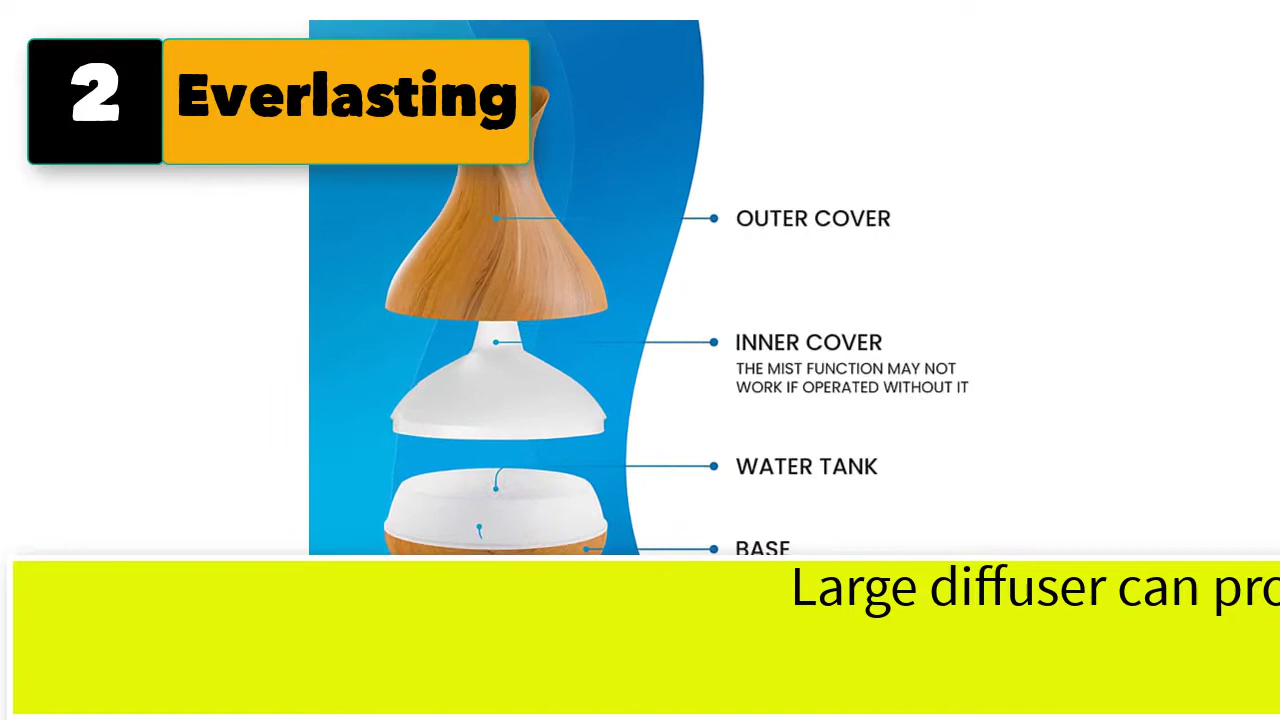 2 Everlasting
OUTER COVER
INNER COVER
THE MIST FUNCTION MAY NOT
WORK IF OPERATED WITHOUT IT
WATER TANK
BASE
Large diffuser can